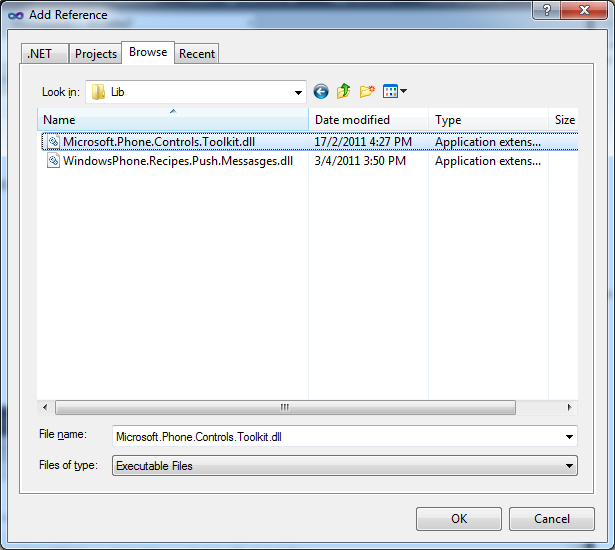 Add Reference
.NET Projects Browse Recent
Look in: Lib
Name Date modified Type Size
Microsoft.Phone.Controls.Toolkit.dll 17/2/2011 4:27 PM Application extens...
WindowsPhone.Recipes.Push.Messasges.dll 3/4/2011 3:50 PM Application extens...
File name: Microsoft.Phone.Controls.Toolkit.dll
Files of type: Executable Files
OK Cancel